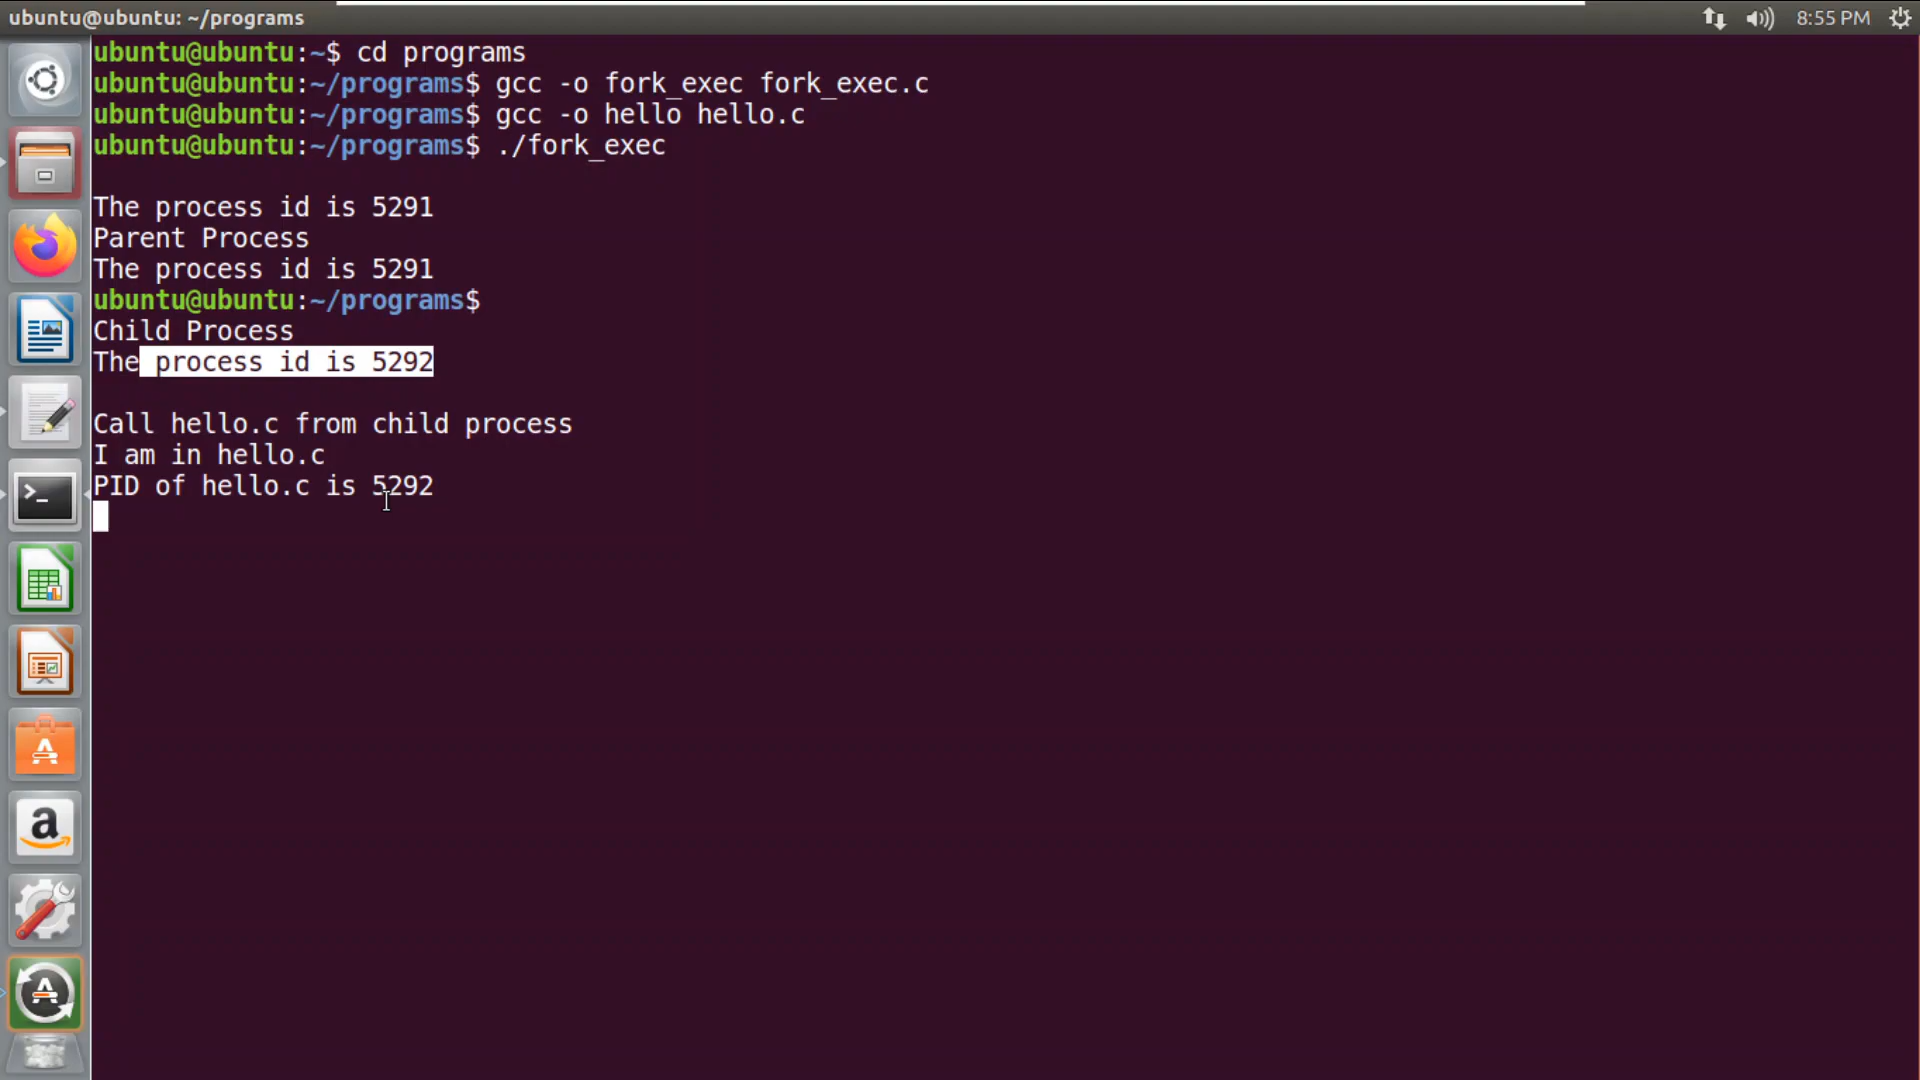 ubuntu@ubuntu: ~/programs
8:55 PM
ubuntu@ubuntu:~$ cd programs
ubuntu@ubuntu:~/programs$ gcc -o fork_exec fork_exec.c
ubuntu@ubuntu:~/programs$ gcc -o hello hello.c
ubuntu@ubuntu:~/programs$ ./fork_exec
The process id is 5291
Parent Process
The process id is 5291
ubuntu@ubuntu:~/programs$
Child Process
The process id is 5292
Call hello.c from child process
I am in hello.c
PID of hello.c is 5292